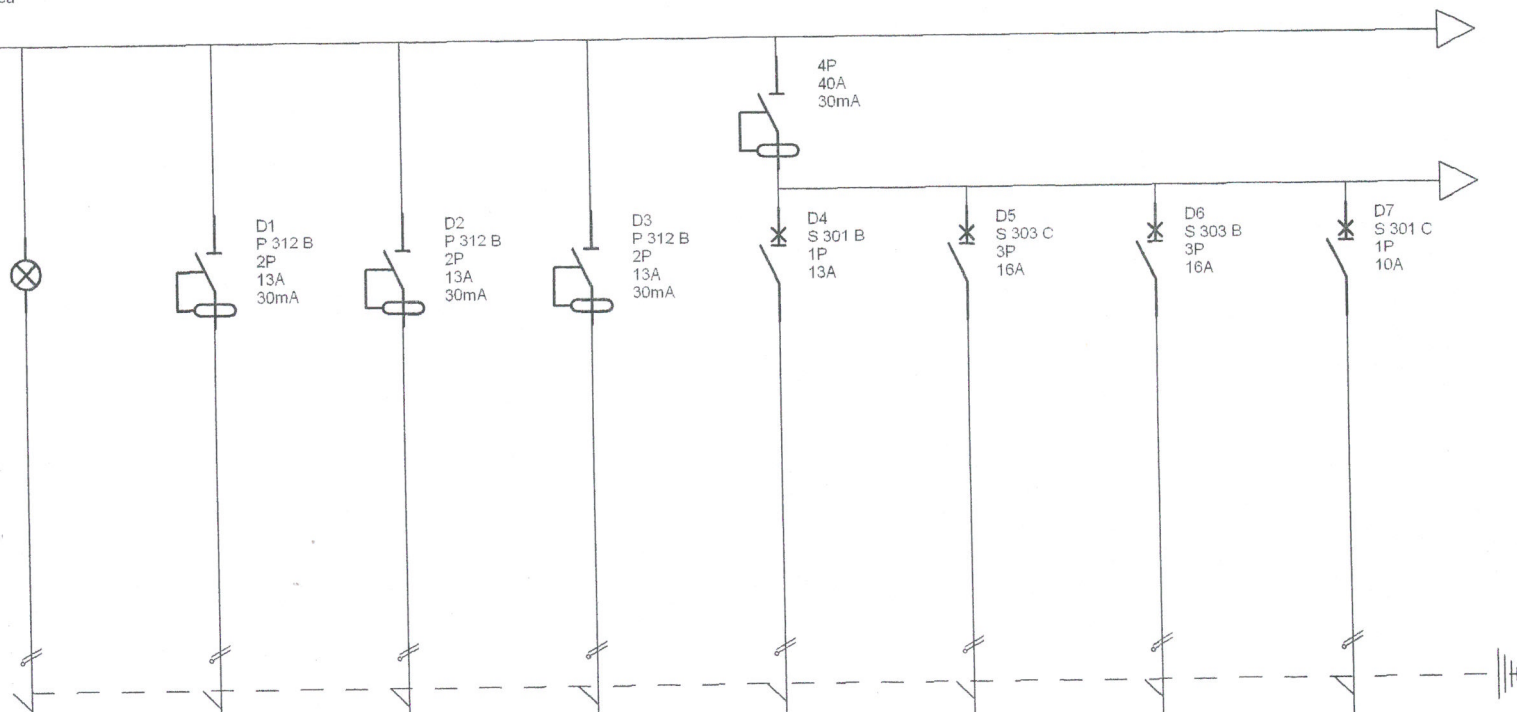 4P
40A
30mA
D1
P 312 B
2P
13A
30mA
D2
P 312 B
2P
13A
30mA
D3
P 312 B
2P
13A
30mA
D4
S 301 B
1P
13A
D5
S 303 C
3P
16A
D6
S 303 B
3P
16A
D7
S 301 C
1P
10A